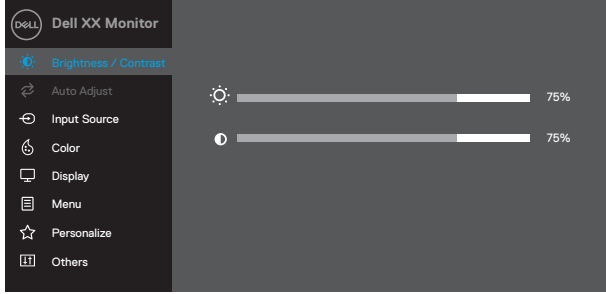 DELL Dell XX Monitor
Brightness / Contrast
Auto Adjust
75%
Input Source
75%
Color
Display
Menu
Personalize
Others